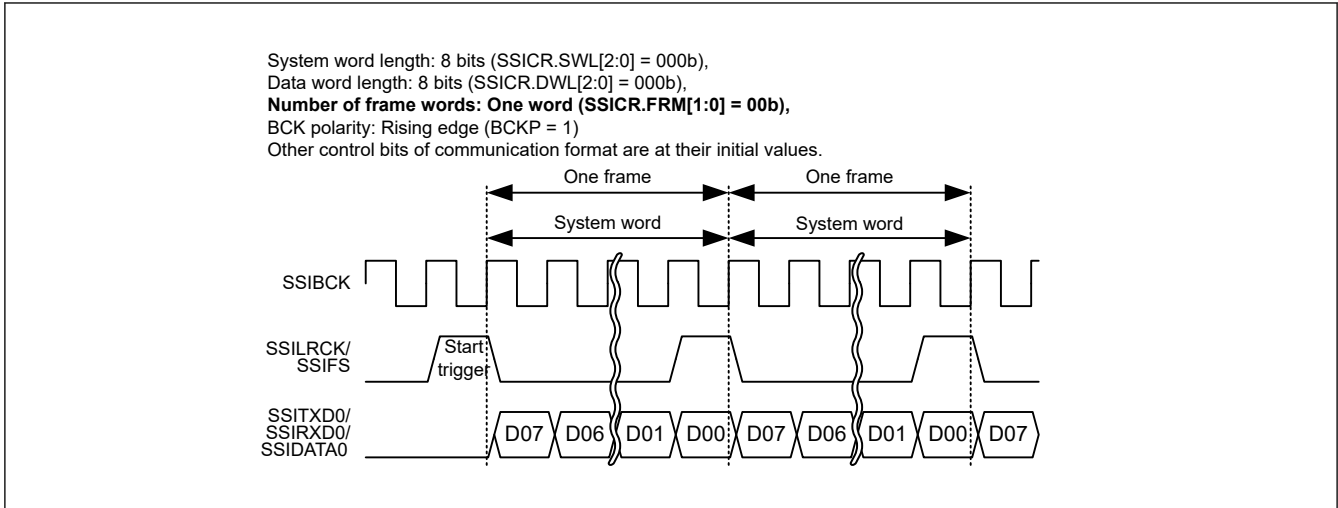 System word length: 8 bits (SSICR.SWL[2:0] = 000b),
Data word length: 8 bits (SSICR.DWL[2:0] = 000b),
Number of frame words: One word (SSICR.FRM[1:0] = 00b),
BCK polarity: Rising edge (BCKP = 1)
Other control bits of communication format are at their initial values.
One frame One frame
System word System word
SSIBCK
SSILRCK/
SSIFS
Start
trigger
SSITXD0/
SSIRXD0/
SSIDATA0
D07 D06 D01 D00 D07 D06 D01 D00 D07